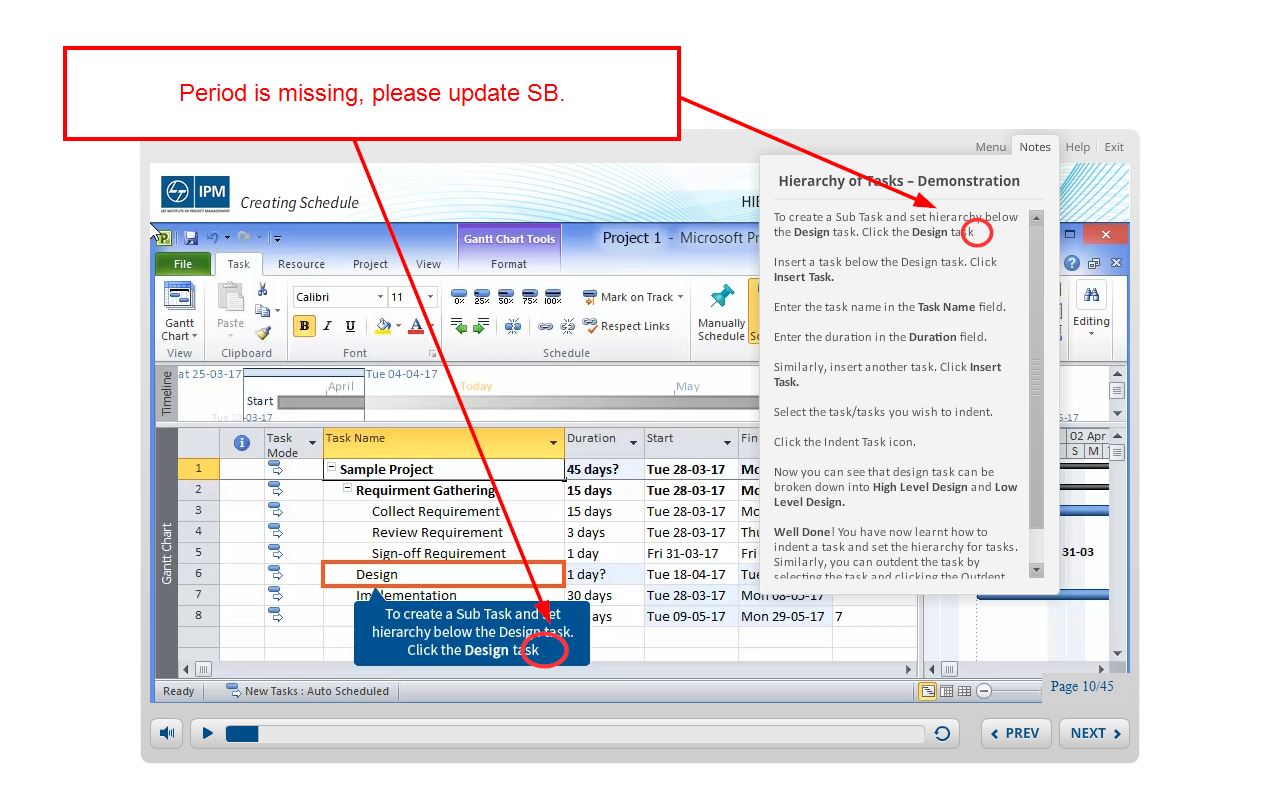 Period is missing, please update SB.
Menu Notes Help Exit
IPM
Creating Schedule
Hierarchy of Tasks – Demonstration
To create a Sub Task and set hierarchy below
the Design task. Click the Design task
Insert a task below the Design task. Click
Insert Task.
Enter the task name in the Task Name field.
Enter the duration in the Duration field.
Similarly, insert another task. Click Insert
Task.
Select the task/tasks you wish to indent.
Click the Indent Task icon.
Now you can see that design task can be
broken down into High Level Design and Low
Level Design.
Well Done! You have now learnt how to
indent a task and set the hierarchy for tasks.
Similarly, you can outdent the task by
selecting the task and clicking the Outdent
Gantt Chart Tools
Project 1 - Microsoft Pr
File Task Resource Project View Format
Calibri 11
Mark on Track
0% 25% 50% 75% 100%
Gantt
Chart
Paste
B I U A
Respect Links
Manually
Schedule
Editing
View Clipboard Font Schedule
Timeline
at 25-03-17
Tue 04-04-17
April Today May
Start
-03-17
5-17
Gantt Chart
Task
Mode
Task Name Duration Start Fin
02 Apr
S M
1 Sample Project 45 days? Tue 28-03-17 Mo
2 Requirment Gathering 15 days Tue 28-03-17 Mo
3 Collect Requirement 15 days Tue 28-03-17 Mo
4 Review Requirement 3 days Tue 28-03-17 Thu
5 Sign-off Requirement 1 day Fri 31-03-17 Fri
31-03
6 Design 1 day? Tue 18-04-17 Tue
7 Implementation 30 days Tue 28-03-17 Mon 08-05-17
8 ays Tue 09-05-17 Mon 29-05-17 7
To create a Sub Task and set
hierarchy below the Design task.
Click the Design task
Ready New Tasks : Auto Scheduled
Page 10/45
PREV NEXT